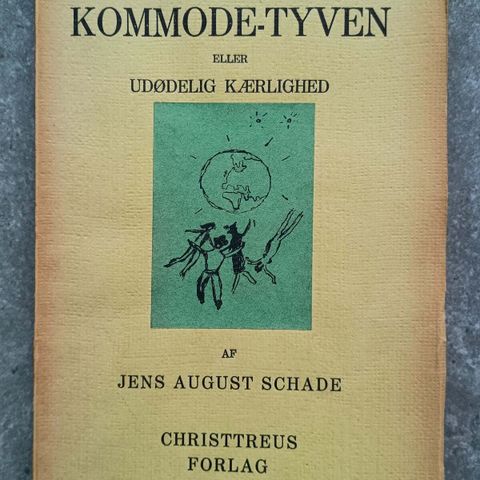 KOMMODE-TYVEN
ELLER
UDØDELIG KÆRLIGHED
AF
JENS AUGUST SCHADE
CHRISTTREUS
FORLAG